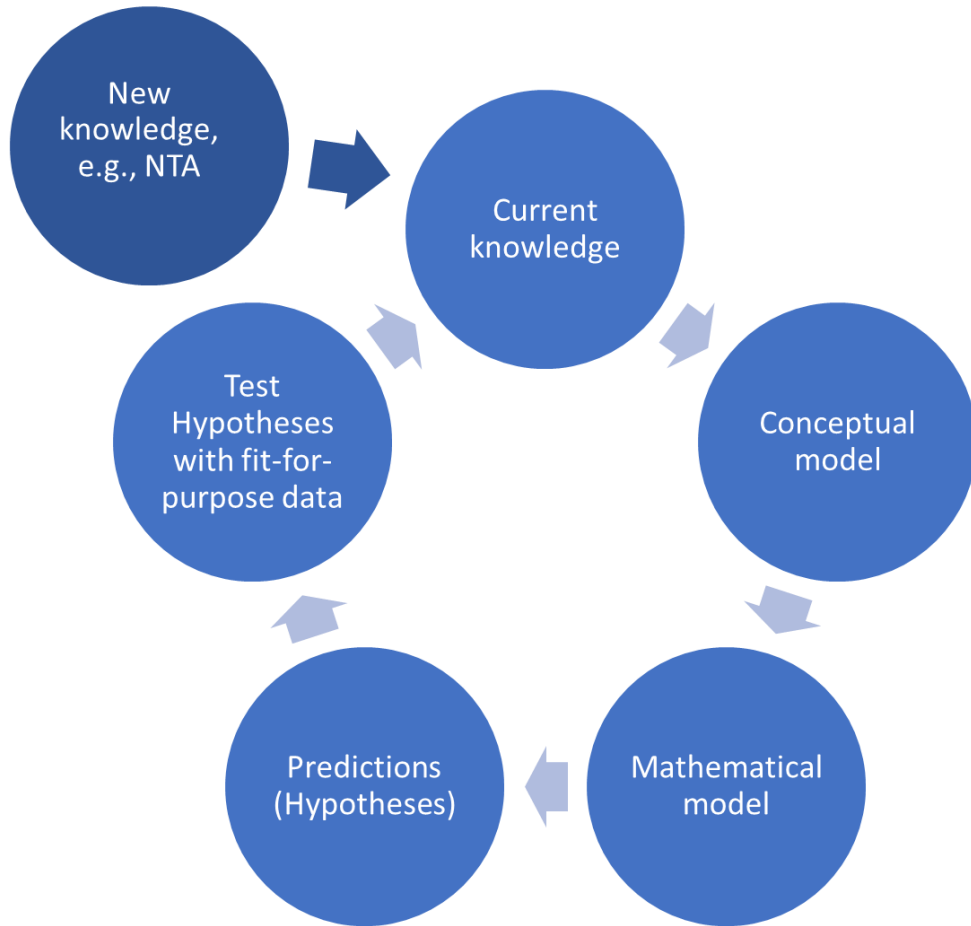 New
knowledge,
e.g., NTA
Current
knowledge
Conceptual
model
Mathematical
model
Predictions
(Hypotheses)
Test
Hypotheses
with fit-for-
purpose data